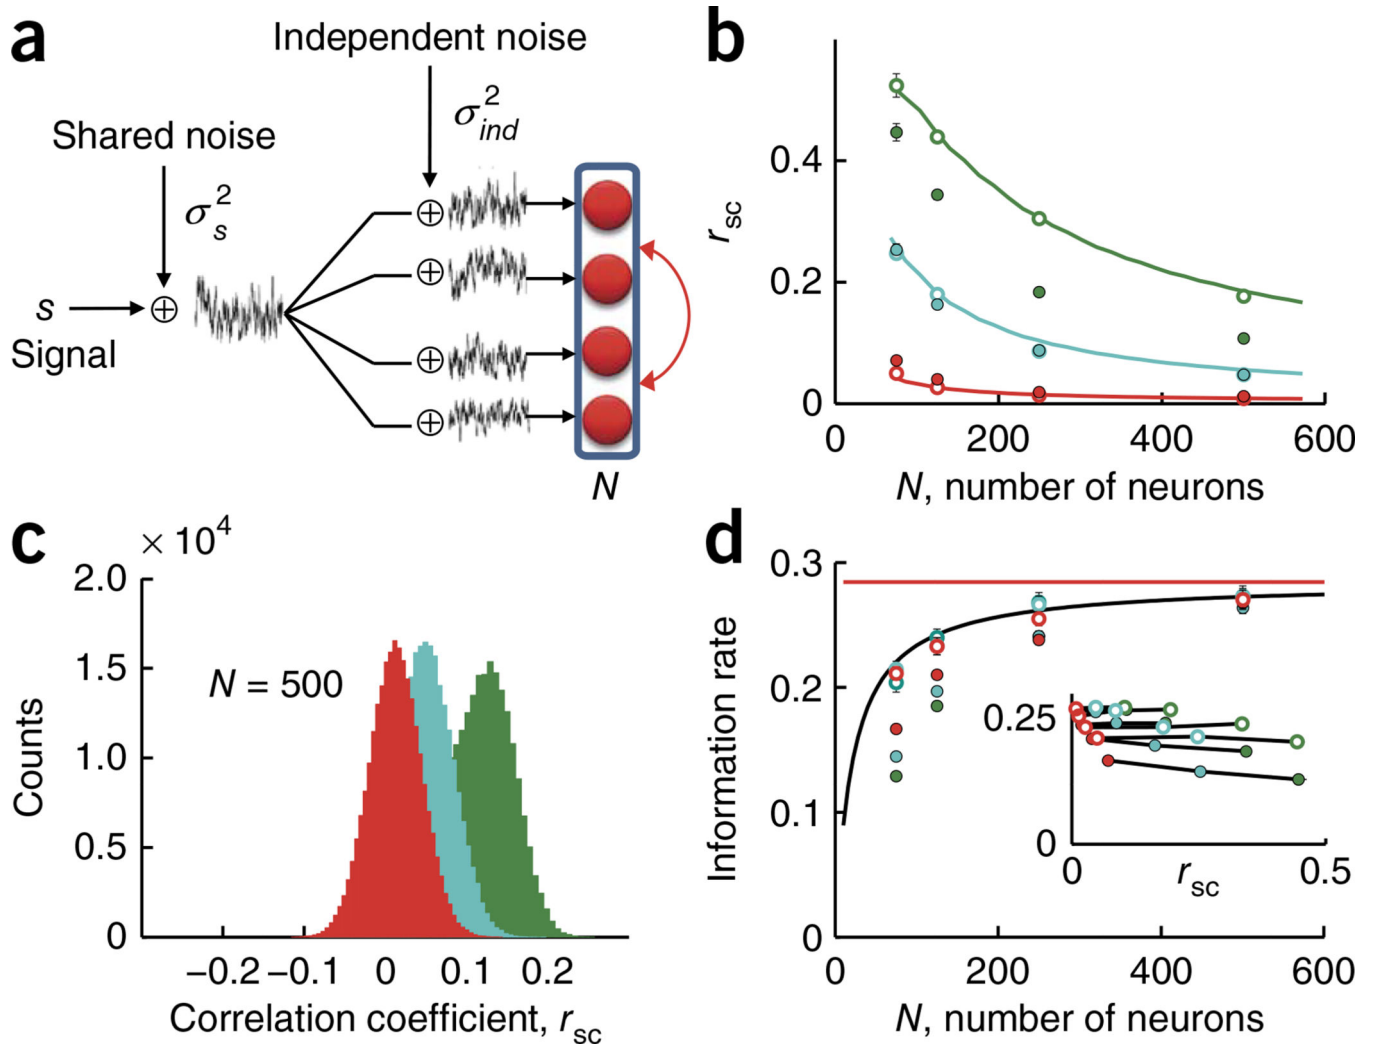 a
Independent noise
σ²ind
Shared noise
σ²s
s
Signal
N
b
rsc
0.4
0.2
0
0 200 400 600
N, number of neurons
c
× 10⁴
2.0
1.5
1.0
0.5
0
N = 500
Counts
−0.2 −0.1 0 0.1 0.2
Correlation coefficient, rsc
d
Information rate
0.3
0.2
0.1
0
0.25
0
0 rsc 0.5
0 200 400 600
N, number of neurons